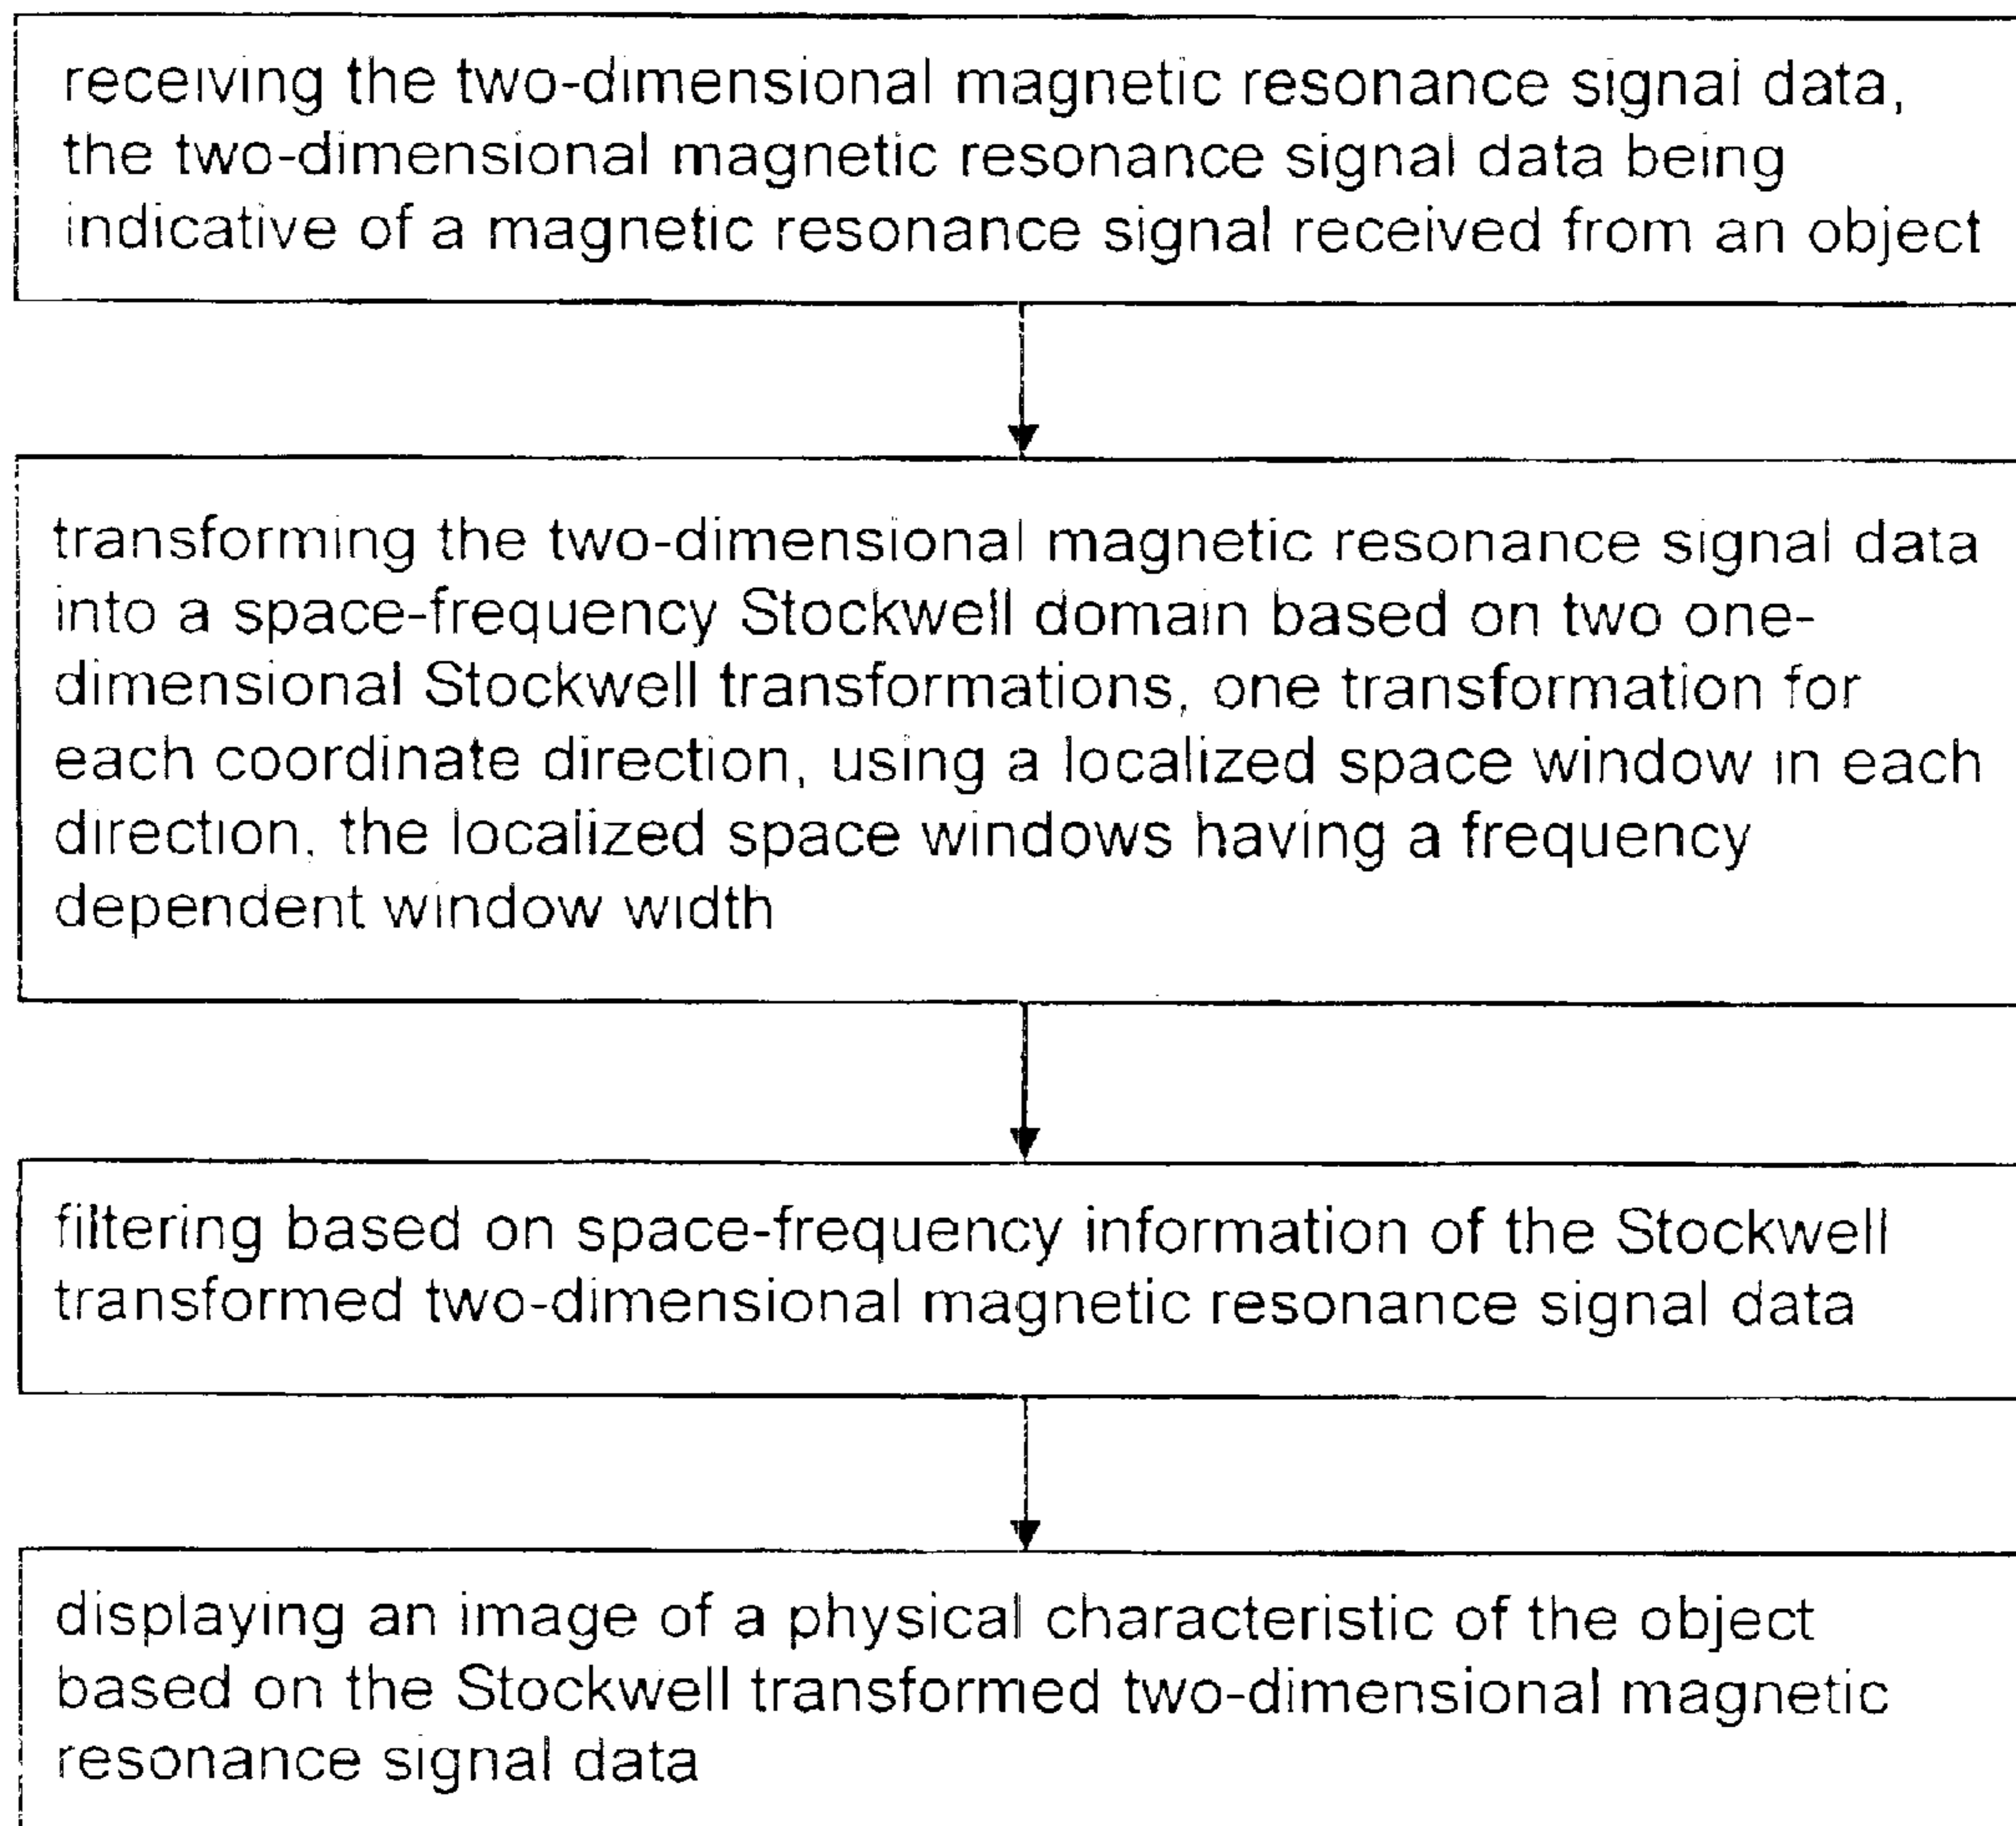 receiving the two-dimensional magnetic resonance signal data,
the two-dimensional magnetic resonance signal data being
indicative of a magnetic resonance signal received from an object
transforming the two-dimensional magnetic resonance signal data
into a space-frequency Stockwell domain based on two one-
dimensional Stockwell transformations, one transformation for
each coordinate direction, using a localized space window in each
direction, the localized space windows having a frequency
dependent window width
filtering based on space-frequency information of the Stockwell
transformed two-dimensional magnetic resonance signal data
displaying an image of a physical characteristic of the object
based on the Stockwell transformed two-dimensional magnetic
resonance signal data